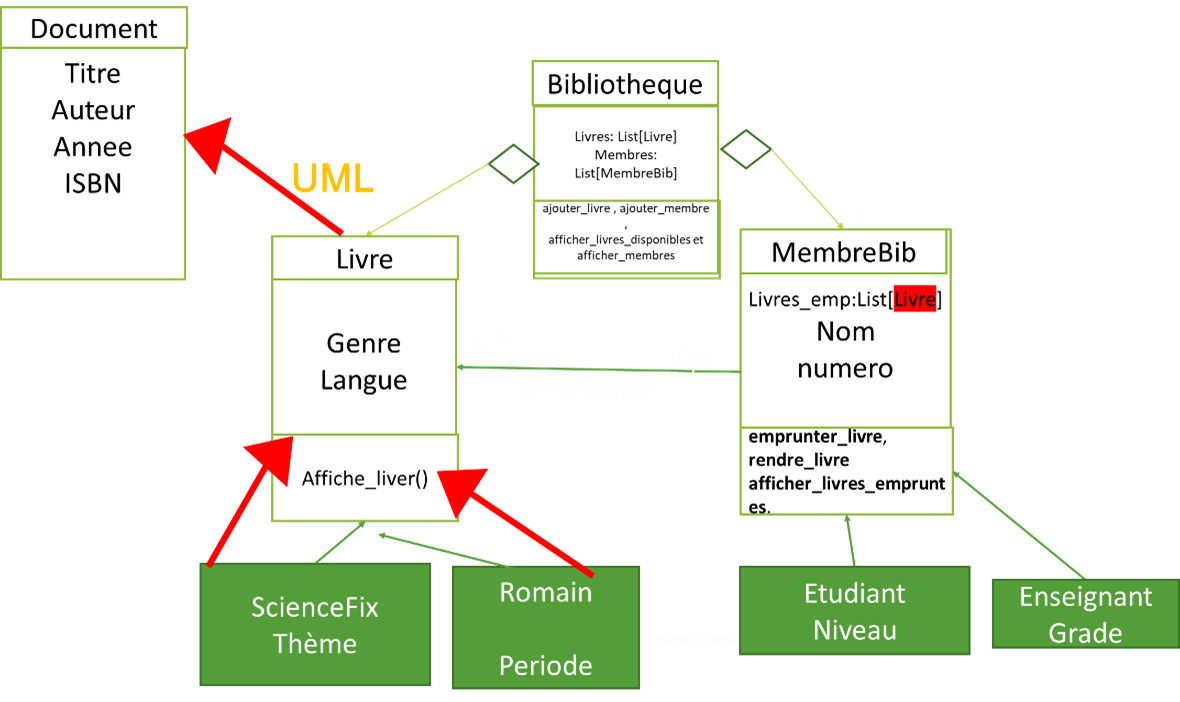 Document
Titre
Auteur
Annee
ISBN
UML
Bibliotheque
Livres: List[Livre]
Membres:
List[MembreBib]
ajouter_livre , ajouter_membre
,
afficher_livres_disponibles et
afficher_membres
Livre
Genre
Langue
Affiche_liver()
MembreBib
Livres_emp:List[Livre]
Nom
numero
emprunter_livre,
rendre_livre
afficher_livres_emprunt
es.
ScienceFix
Thème
Romain
Periode
Etudiant
Niveau
Enseignant
Grade